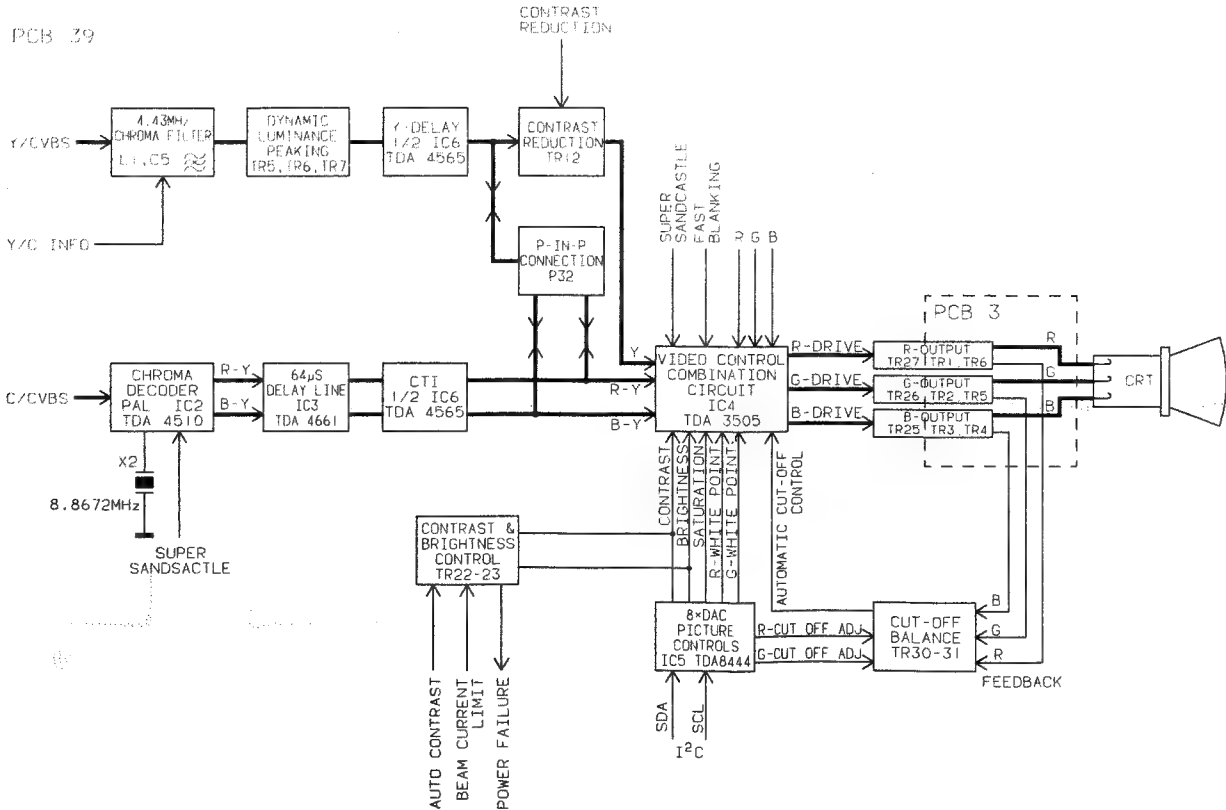 PCB 39
CONTRAST
REDUCTION
Y/CVBS
4.43MHz
CHROMA FILTER
L1,C5
DYNAMIC
LUMINANCE
PEAKING
TR5,TR6,TR7
Y-DELAY
1/2 IC6
TDA 4565
CONTRAST
REDUCTION
TR12
Y/C INFO
P-IN-P
CONNECTION
P32
SUPER
SANDCASTLE
FAST
BLANKING
R
G
B
PCB 3
C/CVBS
CHROMA
DECODER
PAL IC2
TDA 4510
R-Y
B-Y
64µS
DELAY LINE
IC3
TDA 4661
CTI
1/2 IC6
TDA 4565
Y
R-Y
B-Y
VIDEO CONTROL
COMBINATION
CIRCUIT
IC4
TDA 3505
R-DRIVE
G-DRIVE
B-DRIVE
R-OUTPUT
TR27 TR1,TR6
G-OUTPUT
TR26 TR2,TR5
B-OUTPUT
TR25 TR3,TR4
R
G
B
CRT
X2
8.8672MHz
SUPER
SANDSACTLE
CONTRAST
BRIGHTNESS
SATURATION
R-WHITE POINT
G-WHITE POINT
AUTOMATIC CUT-OFF
CONTROL
CONTRAST &
BRIGHTNESS
CONTROL
TR22-23
8×DAC
PICTURE
CONTROLS
IC5 TDA8444
R-CUT OFF ADJ
G-CUT OFF ADJ
CUT-OFF
BALANCE
TR30-31
B
G
R
FEEDBACK
AUTO CONTRAST
BEAM CURRENT
LIMIT
POWER FAILURE
SDA
SCL
I²C